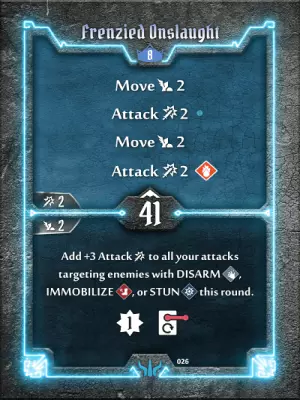 Frenzied Onslaught
8
Move 2
Attack 2
Move 2
Attack 2
2
41
2
Add +3 Attack to all your attacks
targeting enemies with DISARM ,
IMMOBILIZE , or STUN this round.
1
026